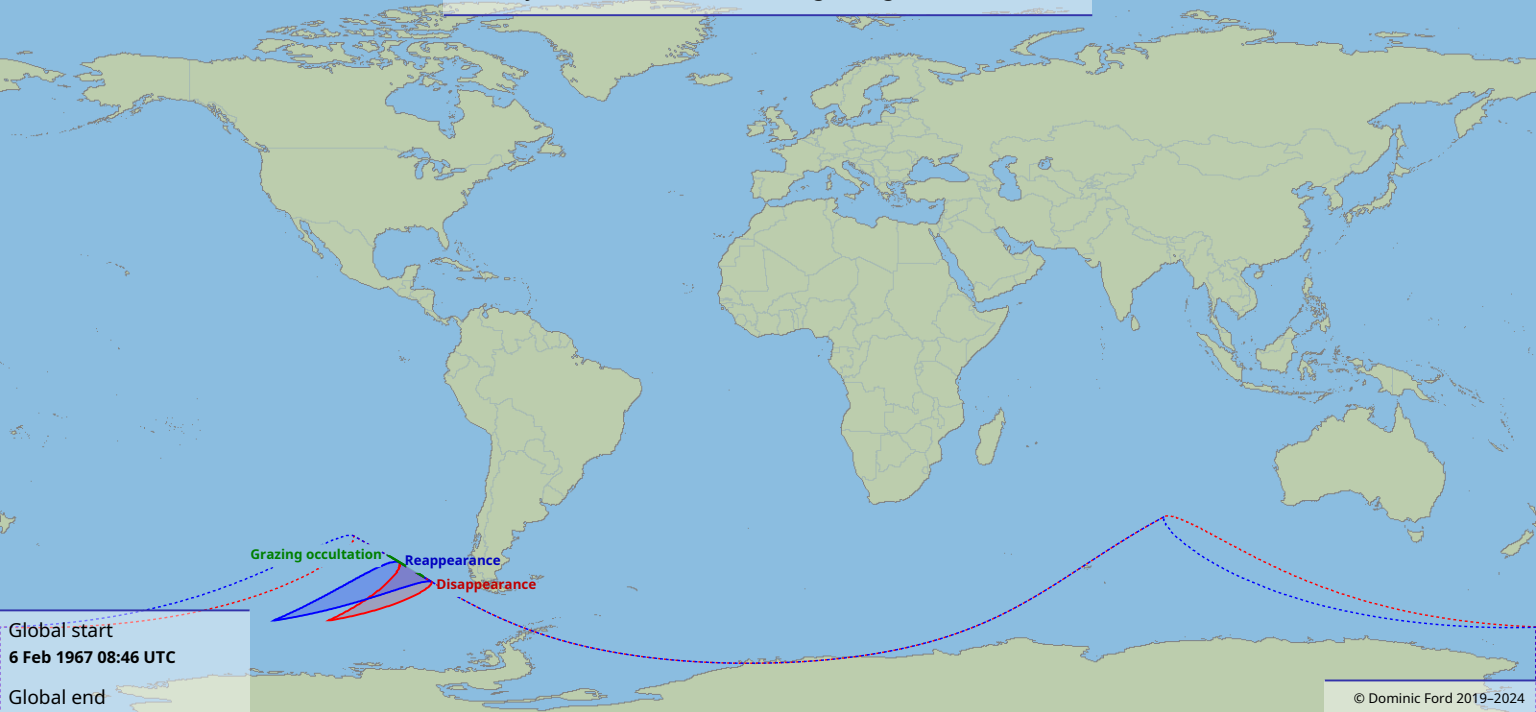 Grazing occultation
Reappearance
Disappearance
Global start
6 Feb 1967 08:46 UTC
Global end
© Dominic Ford 2019–2024